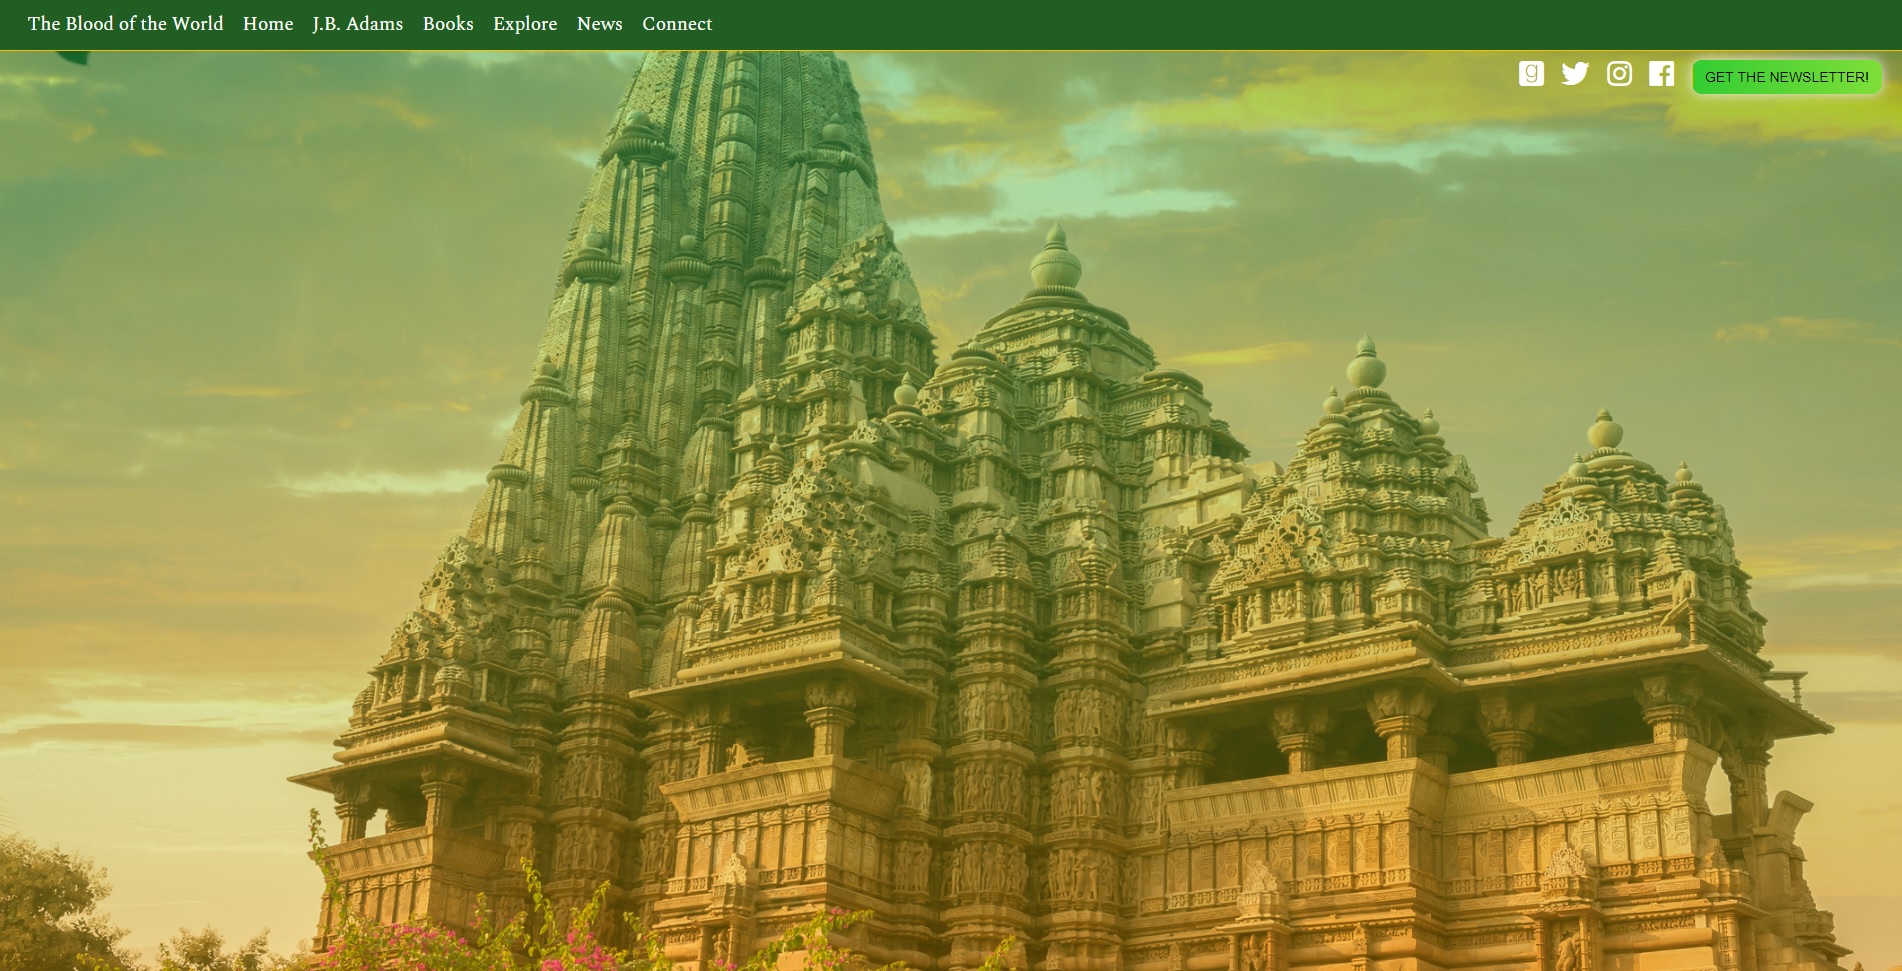 The Blood of the World Home J.B. Adams Books Explore News Connect
g GET THE NEWSLETTER!